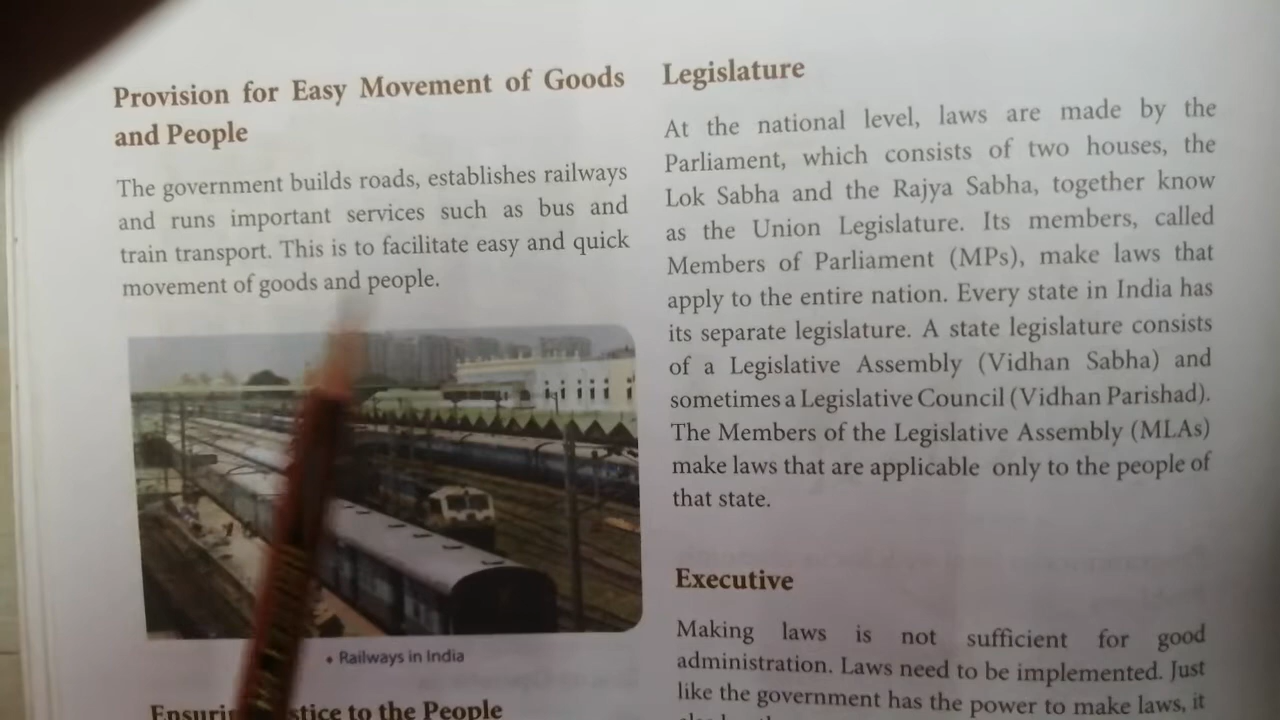 Provision for Easy Movement of Goods
and People
The government builds roads, establishes railways
and runs important services such as bus and
train transport. This is to facilitate easy and quick
movement of goods and people.
• Railways in India
to the People
Legislature
At the national level, laws are made by the
Parliament, which consists of two houses, the
Lok Sabha and the Rajya Sabha, together know
as the Union Legislature. Its members, called
Members of Parliament (MPs), make laws that
apply to the entire nation. Every state in India has
its separate legislature. A state legislature consists
of a Legislative Assembly (Vidhan Sabha) and
sometimes a Legislative Council (Vidhan Parishad).
The Members of the Legislative Assembly (MLAs)
make laws that are applicable only to the people of
that state.
Executive
Making laws is not sufficient for good
administration. Laws need to be implemented. Just
like the government has the power to make laws, it